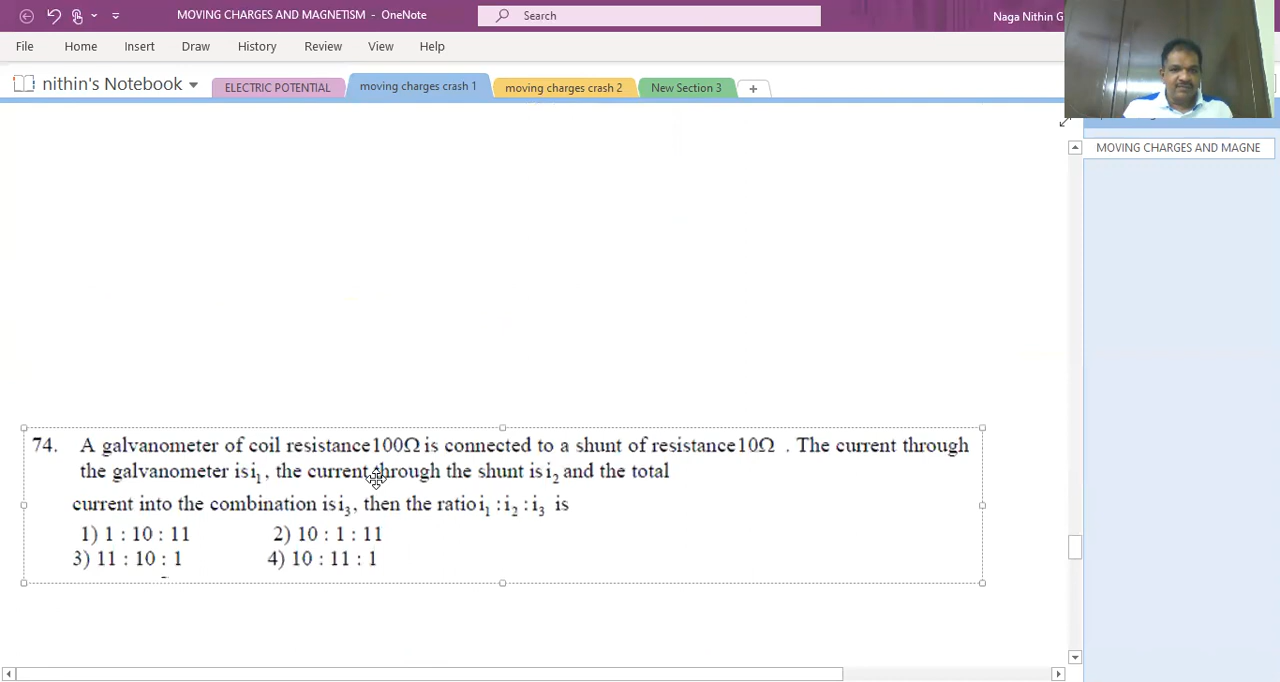 MOVING CHARGES AND MAGNETISM - OneNote
Search
Naga Nithin G
File Home Insert Draw History Review View Help
nithin's Notebook ELECTRIC POTENTIAL moving charges crash 1 moving charges crash 2 New Section 3 +
MOVING CHARGES AND MAGNE
74. A galvanometer of coil resistance100Ω is connected to a shunt of resistance10Ω . The current through
the galvanometer is i₁, the current through the shunt is i₂ and the total
current into the combination is i₃, then the ratio i₁ : i₂ : i₃ is
1) 1 : 10 : 11 2) 10 : 1 : 11
3) 11 : 10 : 1 4) 10 : 11 : 1